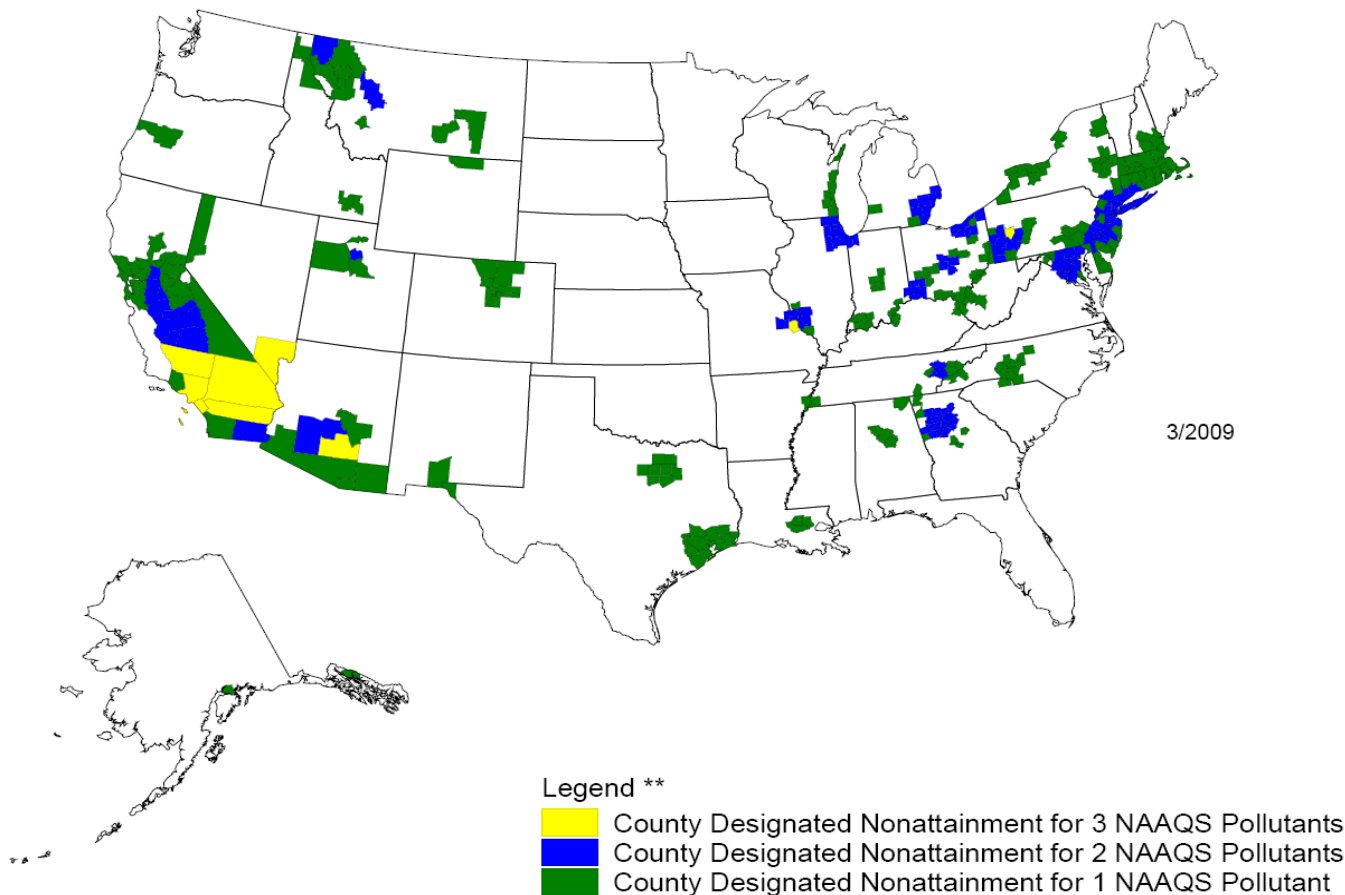 3/2009
Legend **
County Designated Nonattainment for 3 NAAQS Pollutants
County Designated Nonattainment for 2 NAAQS Pollutants
County Designated Nonattainment for 1 NAAQS Pollutant